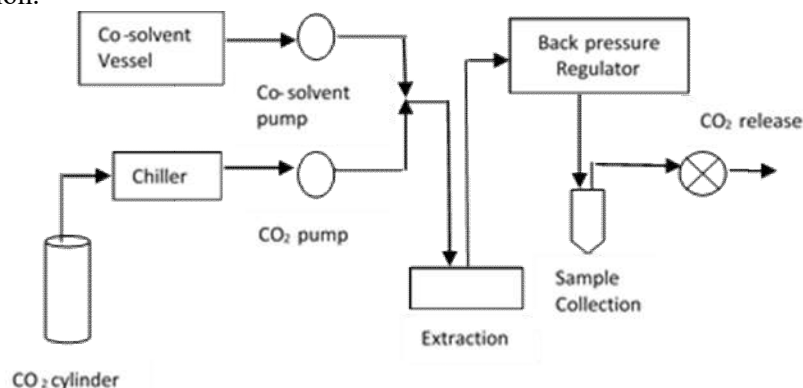 Co-solvent
Vessel
Co-solvent
pump
Back pressure
Regulator
CO₂ release
Chiller
CO₂ pump
Sample
Collection
Extraction
CO₂ cylinder